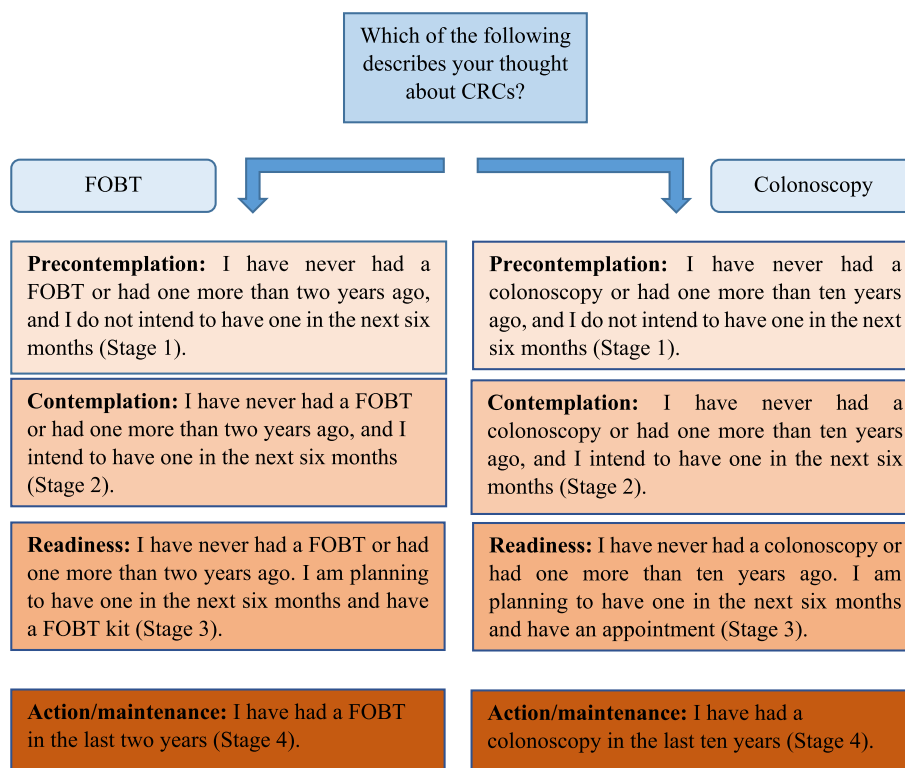 Which of the following
describes your thought
about CRCs?
FOBT
Colonoscopy
Precontemplation: I have never had a
FOBT or had one more than two years ago,
and I do not intend to have one in the next six
months (Stage 1).
Contemplation: I have never had a FOBT
or had one more than two years ago, and I
intend to have one in the next six months
(Stage 2).
Readiness: I have never had a FOBT or had
one more than two years ago. I am planning
to have one in the next six months and have
a FOBT kit (Stage 3).
Action/maintenance: I have had a FOBT
in the last two years (Stage 4).
Precontemplation: I have never had a
colonoscopy or had one more than ten years
ago, and I do not intend to have one in the next
six months (Stage 1).
Contemplation: I have never had a
colonoscopy or had one more than ten years
ago, and I intend to have one in the next six
months (Stage 2).
Readiness: I have never had a colonoscopy or
had one more than ten years ago. I am
planning to have one in the next six months
and have an appointment (Stage 3).
Action/maintenance: I have had a
colonoscopy in the last ten years (Stage 4).